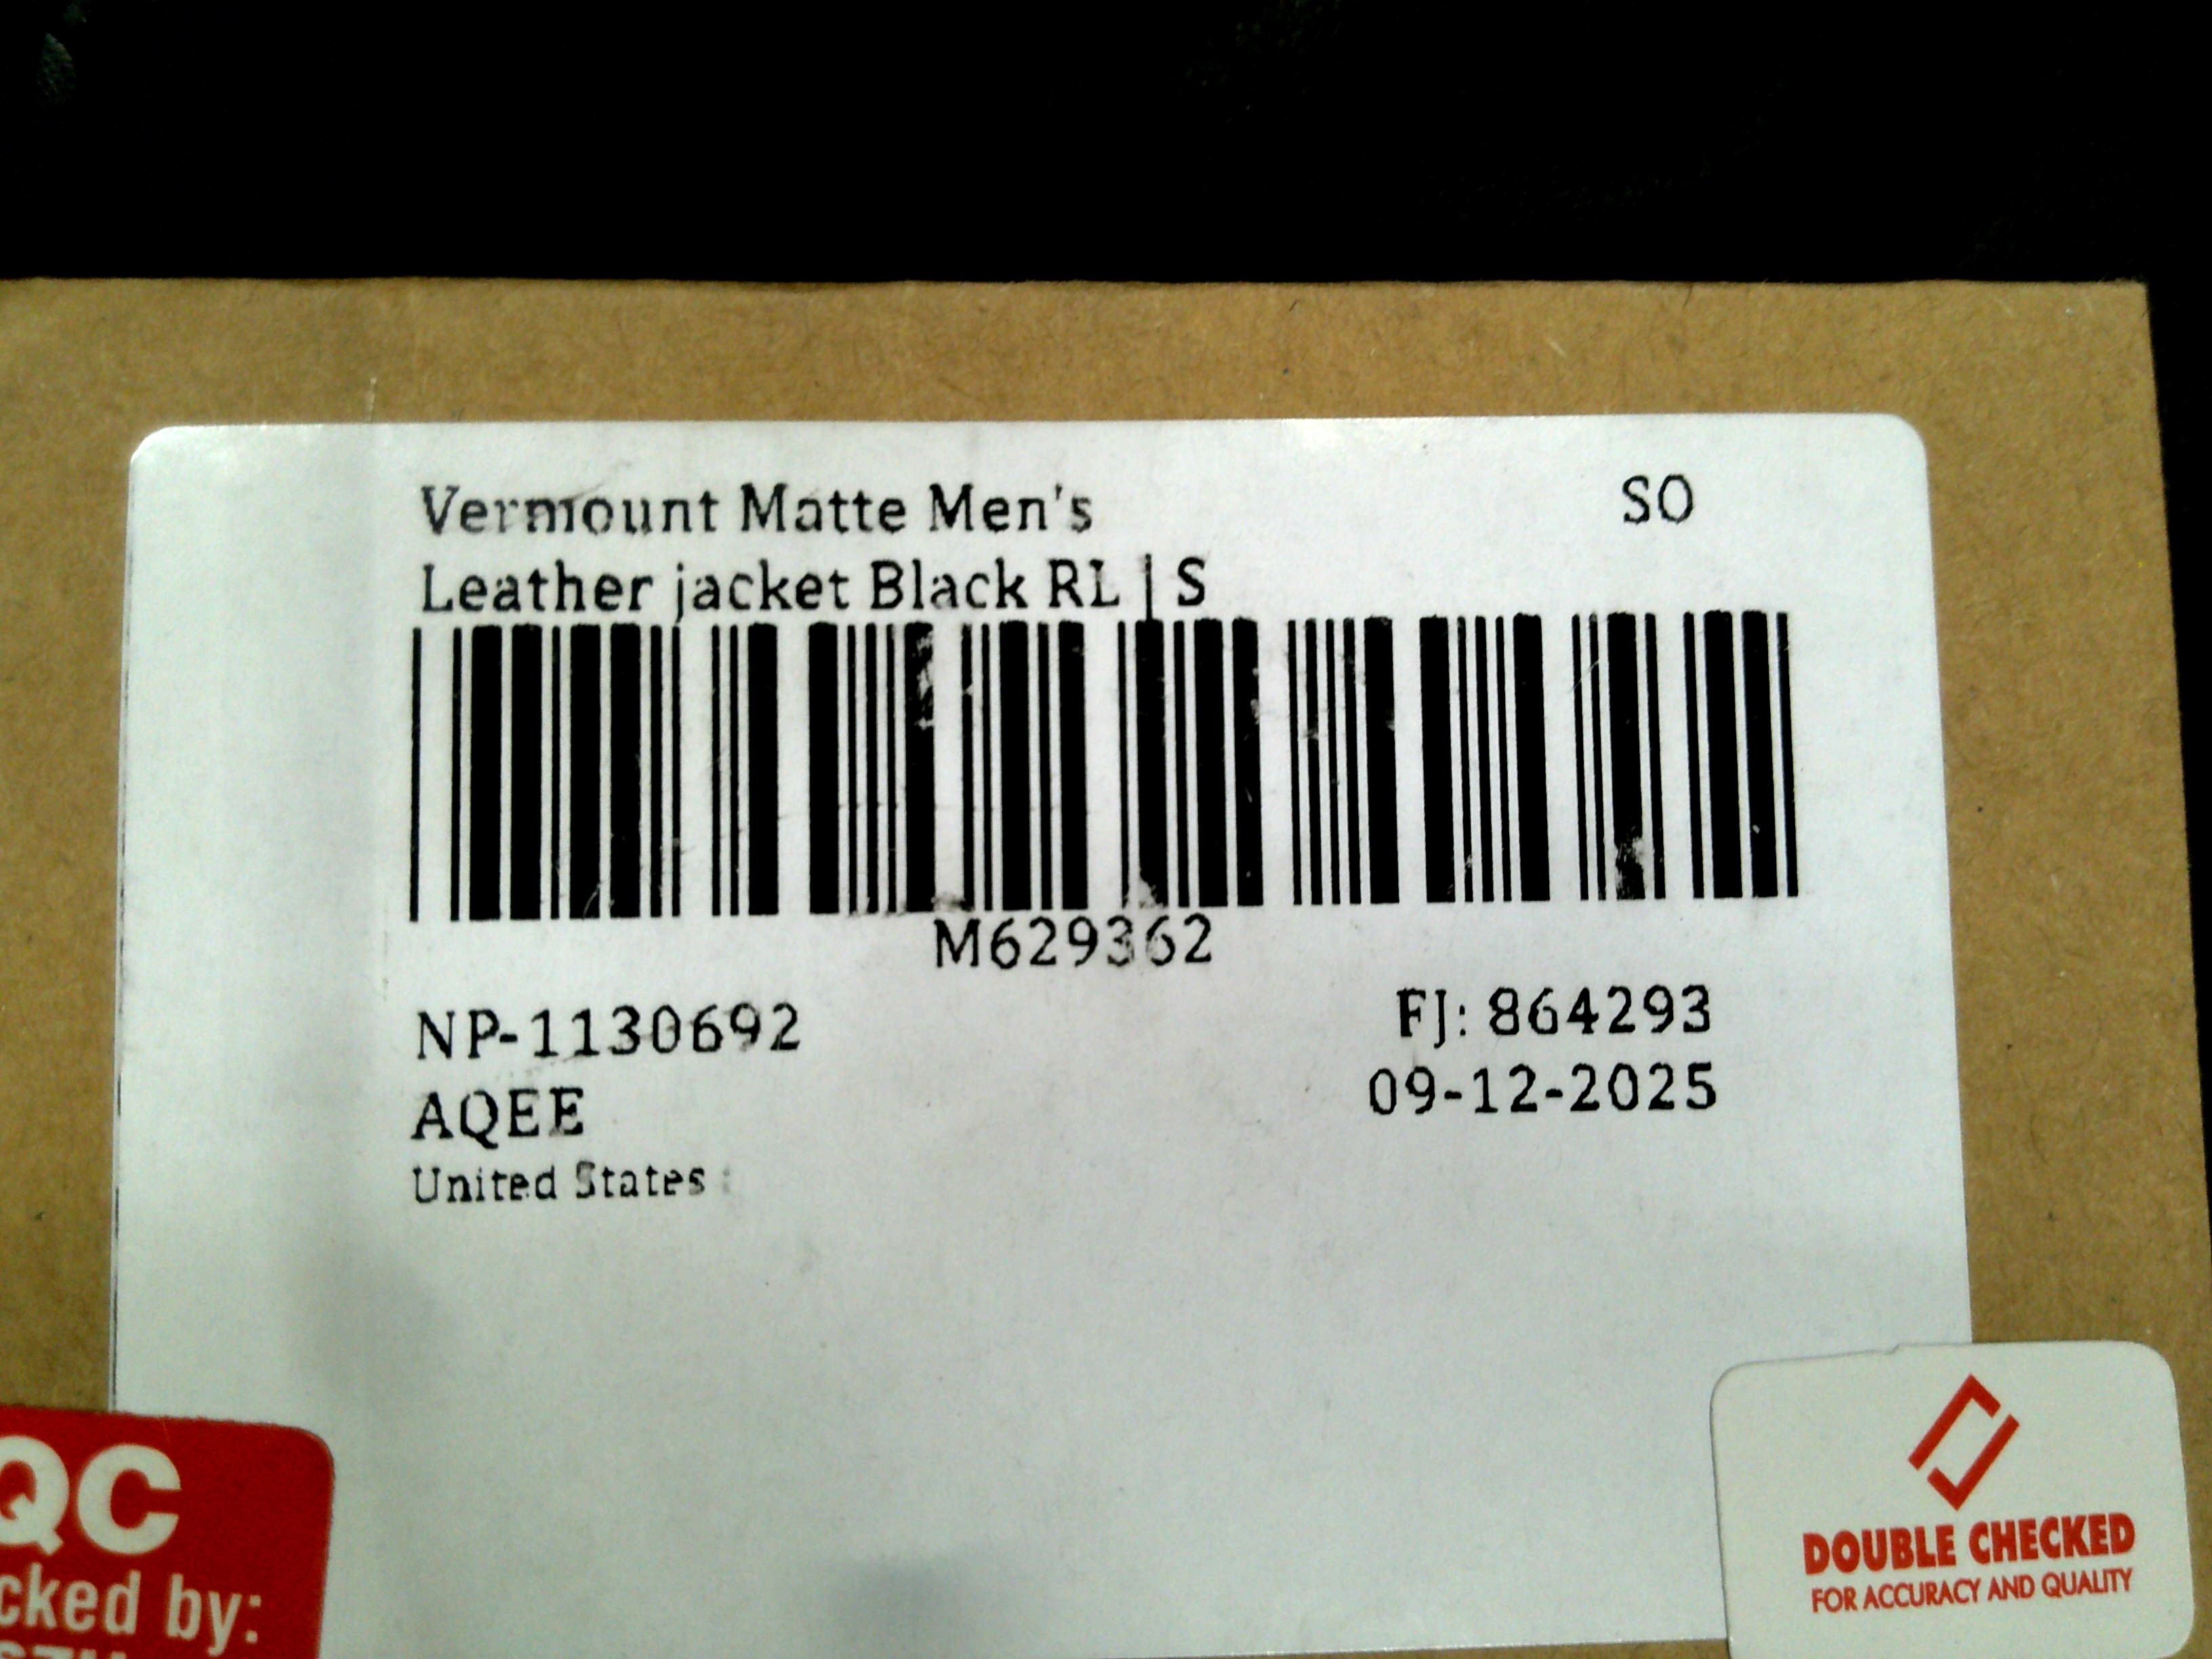 Vermount Matte Men's
Leather jacket Black RL | S
SO
M629362
NP-1130692
AQEE
United States
FJ: 864293
09-12-2025
QC
cked by:
DOUBLE CHECKED
FOR ACCURACY AND QUALITY